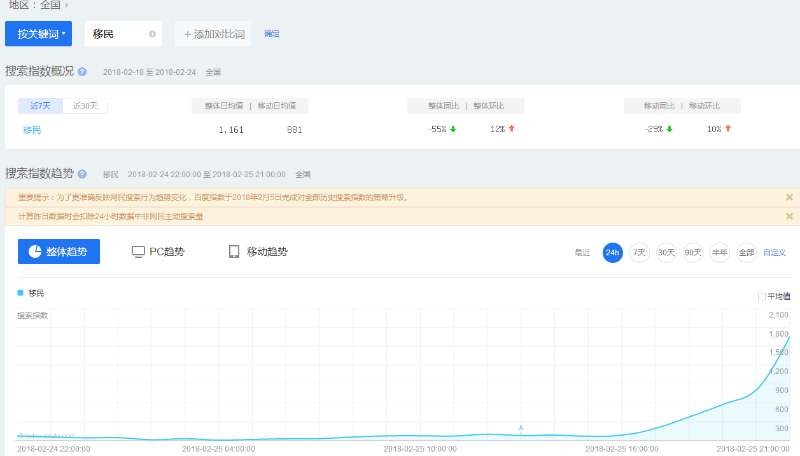 地区：全国 ›
按关键词 移民 + 添加对比词 确定
搜索指数概况 ? 2018-02-18 至 2018-02-24 全国
近7天 近30天 整体日均值 | 移动日均值 整体同比 | 整体环比 移动同比 | 移动环比
移民 1,161 881 -55% 12% -29% 10%
搜索指数趋势 ? 移民 2018-02-24 22:00:00 至 2018-02-25 21:00:00 全国
重要提示：为了更准确反映网民搜索行为趋势变化，百度指数于2018年2月5日完成对全部历史搜索指数的策略升级。 ×
计算昨日数据时会扣除24小时数据中非网民主动搜索量 ×
整体趋势 PC趋势 移动趋势 最近 24h 7天 30天 90天 半年 全部 自定义
移民
平均值
搜索指数
2,100
1,800
1,500
1,200
900
600
A
300
2018-02-24 22:00:00 2018-02-25 04:00:00 2018-02-25 10:00:00 2018-02-25 16:00:00 2018-02-25 21:00:00